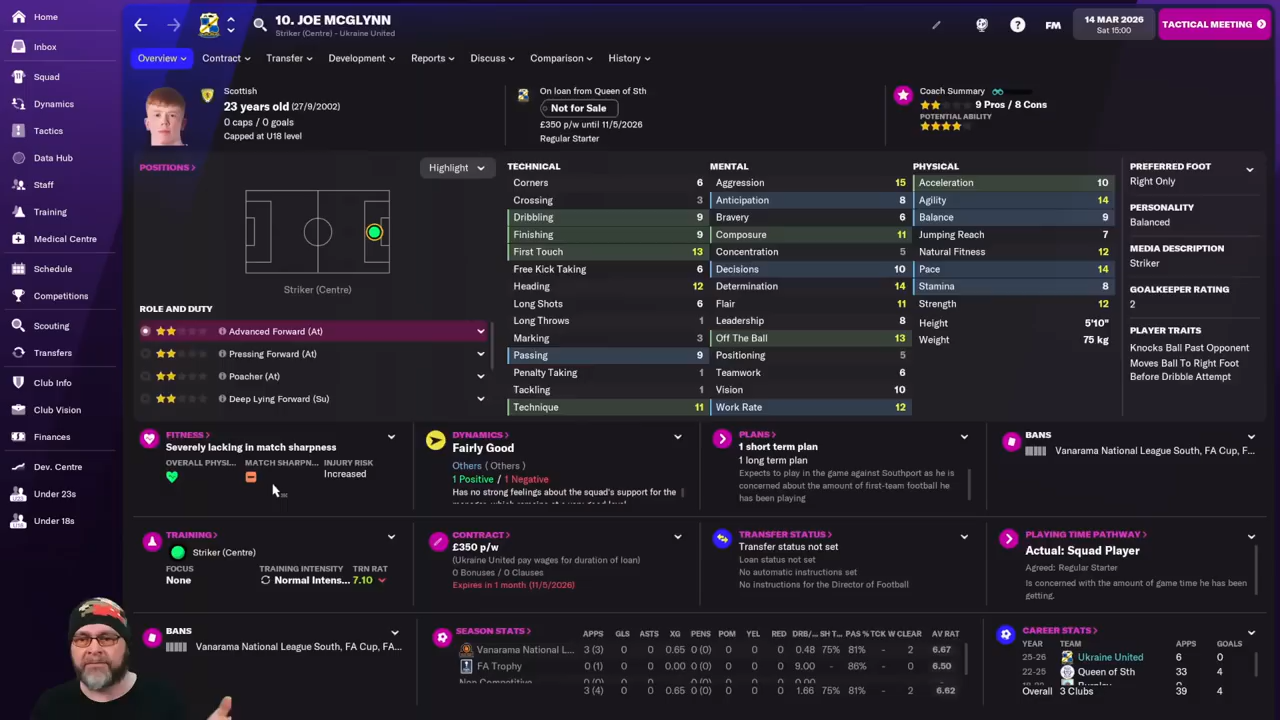 Home
Inbox
Squad
Dynamics
Tactics
Data Hub
Staff
Training
Medical Centre
Schedule
Competitions
Scouting
Transfers
Club Info
Club Vision
Finances
Dev. Centre
Under 23s
Under 18s
10. JOE MCGLYNN
Striker (Centre) - Ukraine United
FM
14 MAR 2026
Sat 15:00
TACTICAL MEETING
Overview
Contract
Transfer
Development
Reports
Discuss
Comparison
History
Scottish
23 years old (27/9/2002)
0 caps / 0 goals
Capped at U18 level
On loan from Queen of Sth
Not for Sale
£350 p/w until 11/5/2026
Regular Starter
Coach Summary
9 Pros / 8 Cons
POTENTIAL ABILITY
POSITIONS >
Highlight
Striker (Centre)
ROLE AND DUTY
Advanced Forward (At)
Pressing Forward (At)
Poacher (At)
Deep Lying Forward (Su)
TECHNICAL
Corners 6
Crossing 3
Dribbling 9
Finishing 9
First Touch 13
Free Kick Taking 6
Heading 12
Long Shots 6
Long Throws 1
Marking 3
Passing 9
Penalty Taking 1
Tackling 1
Technique 11
MENTAL
Aggression 15
Anticipation 8
Bravery 6
Composure 11
Concentration 5
Decisions 10
Determination 14
Flair 11
Leadership 8
Off The Ball 13
Positioning 5
Teamwork 6
Vision 10
Work Rate 12
PHYSICAL
Acceleration 10
Agility 14
Balance 9
Jumping Reach 7
Natural Fitness 12
Pace 14
Stamina 8
Strength 12
Height 5'10"
Weight 75 kg
PREFERRED FOOT
Right Only
PERSONALITY
Balanced
MEDIA DESCRIPTION
Striker
GOALKEEPER RATING
2
PLAYER TRAITS
Knocks Ball Past Opponent
Moves Ball To Right Foot
Before Dribble Attempt
FITNESS >
Severely lacking in match sharpness
OVERALL PHYSI... MATCH SHARPN... INJURY RISK
Increased
DYNAMICS >
Fairly Good
Others ( Others )
1 Positive / 1 Negative
Has no strong feelings about the squad's support for the
PLANS >
1 short term plan
1 long term plan
Expects to play in the game against Southport as he is
concerned about the amount of first-team football he
has been playing
BANS
Vanarama National League South, FA Cup, F...
TRAINING >
Striker (Centre)
FOCUS TRAINING INTENSITY TRN RAT
None Normal Intens... 7.10
CONTRACT >
£350 p/w
(Ukraine United pay wages for duration of loan)
0 Bonuses / 0 Clauses
Expires in 1 month (11/5/2026)
TRANSFER STATUS >
Transfer status not set
Loan status not set
No automatic instructions set
No instructions for the Director of Football
PLAYING TIME PATHWAY >
Actual: Squad Player
Agreed: Regular Starter
Is concerned with the amount of game time he has been
getting.
BANS
Vanarama National League South, FA Cup, FA...
SEASON STATS >
APPS GLS ASTS XG PENS POM YEL RED DRB/... SH T... PAS % TCK W CLEAR AV RAT
Vanarama National L... 3 (3) 0 0 0.65 0 (0) 0 0 0 0.48 75% 81% - 2 6.67
FA Trophy 0 (1) 0 0 0.00 0 (0) 0 0 0 9.00 - 86% - 0 6.50
3 (4) 0 0 0.65 0 (0) 0 0 0 1.66 75% 81% - 2 6.62
CAREER STATS >
YEAR TEAM APPS GOALS
25-26 Ukraine United 6 0
22-25 Queen of Sth 33 4
Overall 3 Clubs 39 4